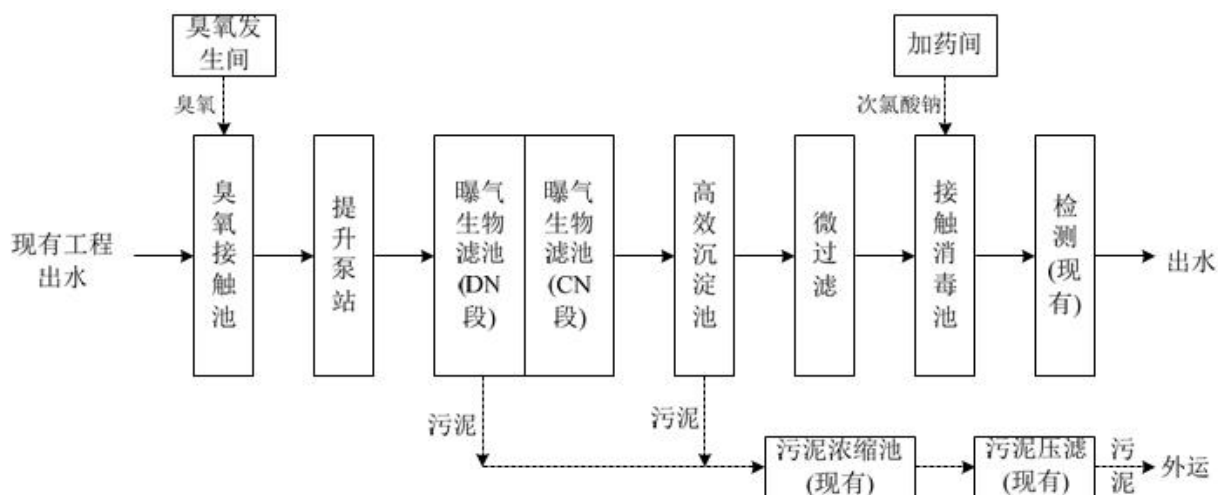 臭氧发
生间
加药间
臭氧
次氯酸钠
现有工程
出水
臭氧接触池
提升泵站
曝气
生物
滤池
(DN
段)
曝气
生物
滤池
(CN
段)
高效沉淀池
微过滤
接触消毒池
检测
(现
有)
出水
污泥
污泥
污泥浓缩池
(现有)
污泥压滤
(现有)
污泥
外运